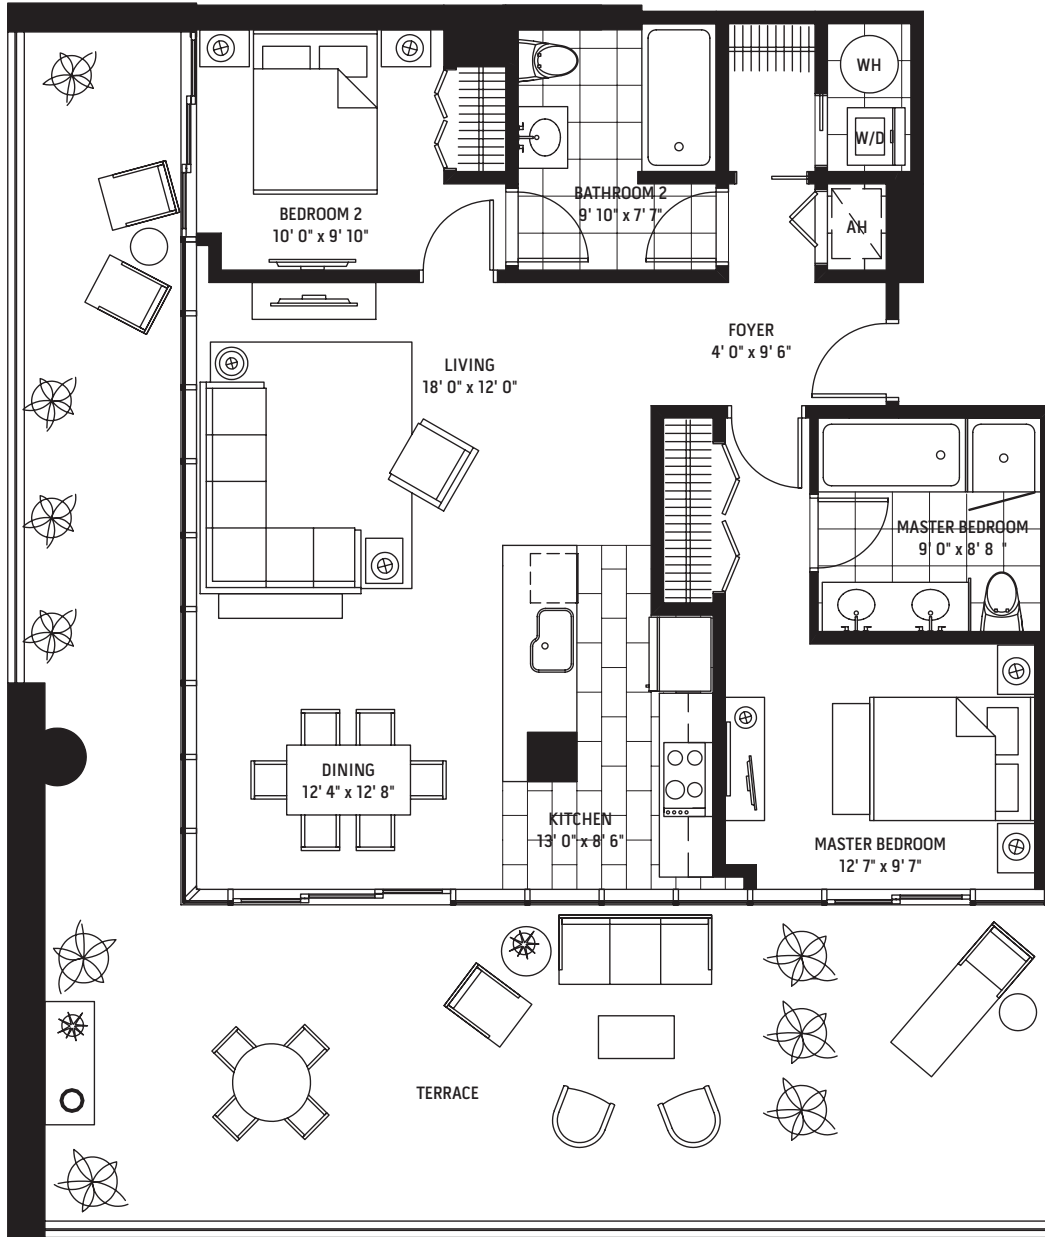 WH
W/D
BATHROOM 2
9' 10" x 7' 7"
BEDROOM 2
10' 0" x 9' 10"
AH
FOYER
4' 0" x 9' 6"
LIVING
18' 0" x 12' 0"
MASTER BEDROOM
9' 0" x 8' 8 "
DINING
12' 4" x 12' 8"
KITCHEN
13' 0" x 8' 6"
MASTER BEDROOM
12' 7" x 9' 7"
TERRACE